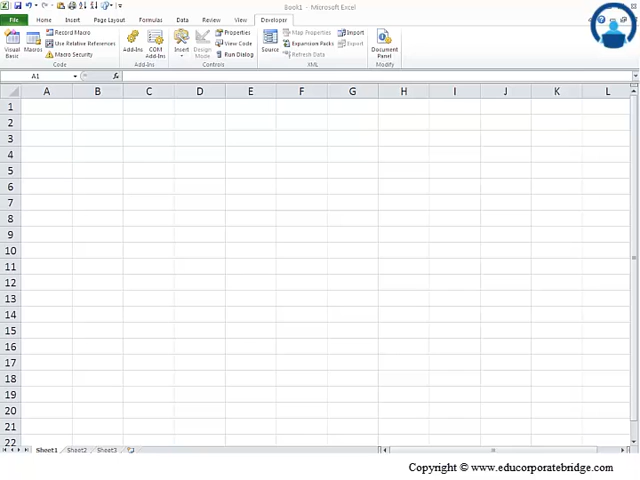 Book1 - Microsoft Excel
File Home Insert Page Layout Formulas Data Review View Developer
Visual Basic Macros Record Macro Use Relative References Macro Security Add-Ins COM Add-Ins Insert Design Mode Properties View Code Run Dialog Source Map Properties Expansion Packs Refresh Data Import Export Document Panel
Code Add-Ins Controls XML Modify
A1 fx
A B C D E F G H I J K L
1
2
3
4
5
6
7
8
9
10
11
12
13
14
15
16
17
18
19
20
21
22
Sheet1 Sheet2 Sheet3
Copyright © www.educorporatebridge.com